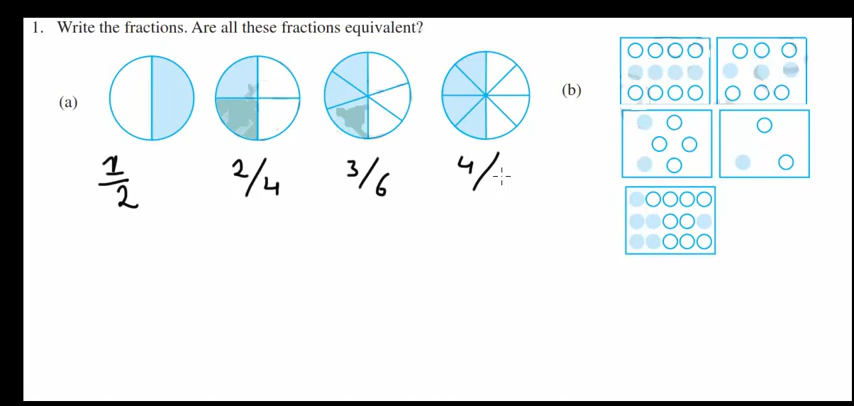 1. Write the fractions. Are all these fractions equivalent?
(a)
(b)
1/2 2/4 3/6 4/